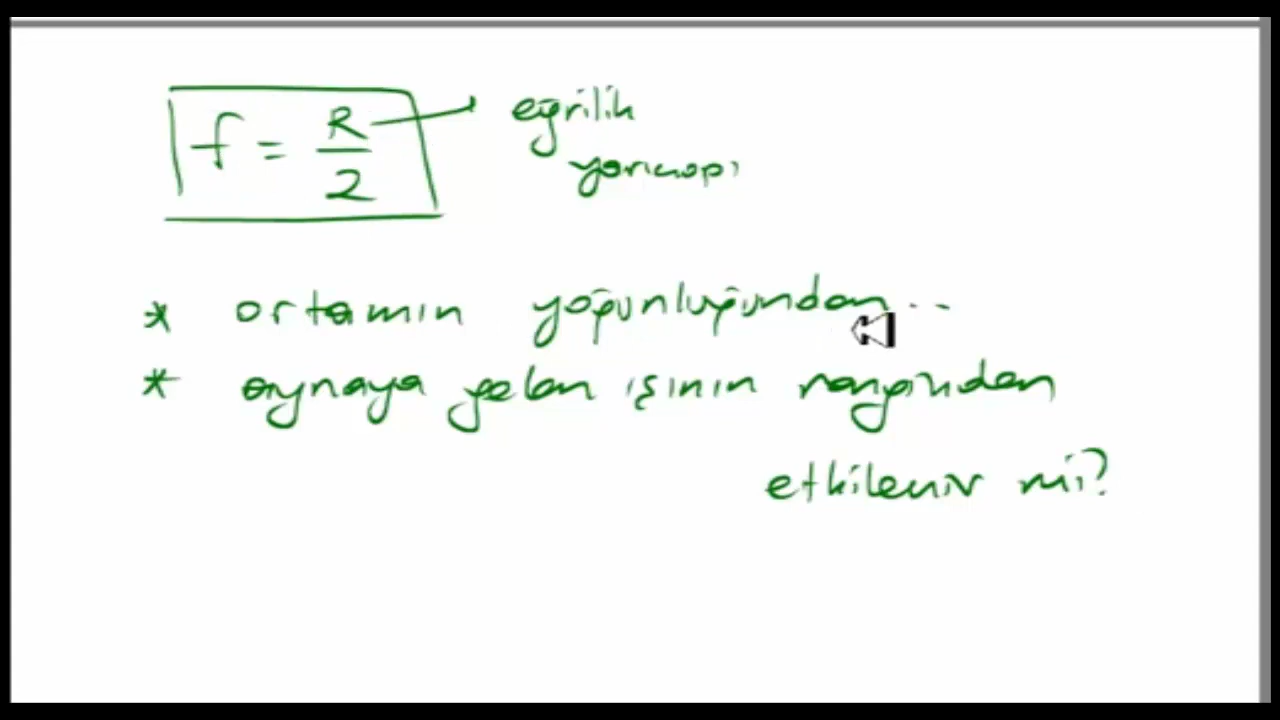 f = R/2 eğrilik
yarıçapı
* ortamın yoğunluğundan...
* aynaya gelen ışının renginden
etkilenir mi?